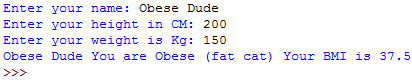 Enter your name: Obese Dude
Enter your height in CM: 200
Enter your weight is Kg: 150
Obese Dude You are Obese (fat cat) Your BMI is 37.5
>>>